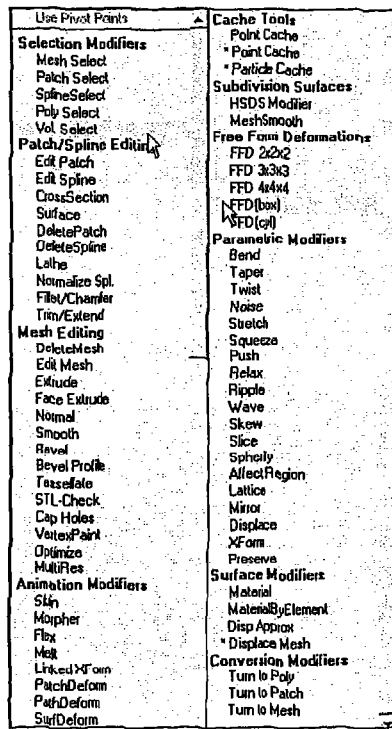 Use Pivot Points
Selection Modifiers
Mesh Select
Patch Select
SplineSelect
Poly Select
Vol. Select
Patch/Spline Editing
Edit Patch
Edit Spline
CrossSection
Surface
DeletePatch
DeleteSpline
Lathe
Normalize Spl.
Fillet/Chamfer
Trim/Extend
Mesh Editing
DeleteMesh
Edit Mesh
Extrude
Face Extrude
Normal
Smooth
Bevel
Bevel Profile
Tessellate
STL-Check
Cap Holes
VertexPaint
Optimize
MultiRes
Animation Modifiers
Skin
Morpher
Flex
Melt
Linked XForm
PatchDeform
PathDeform
SurfDeform
Cache Tools
Point Cache
*Point Cache
*Particle Cache
Subdivision Surfaces
HSDS Modifier
MeshSmooth
Free Form Deformations
FFD 2x2x2
FFD 3x3x3
FFD 4x4x4
FFD(box)
FFD(cyl)
Parametric Modifiers
Bend
Taper
Twist
Noise
Stretch
Squeeze
Push
Relax
Ripple
Wave
Skew
Slice
Spherify
AffectRegion
Lattice
Mirror
Displace
XForm
Preserve
Surface Modifiers
Material
MaterialByElement
Disp Approx
*Displace Mesh
Conversion Modifiers
Turn to Poly
Turn to Patch
Turn to Mesh